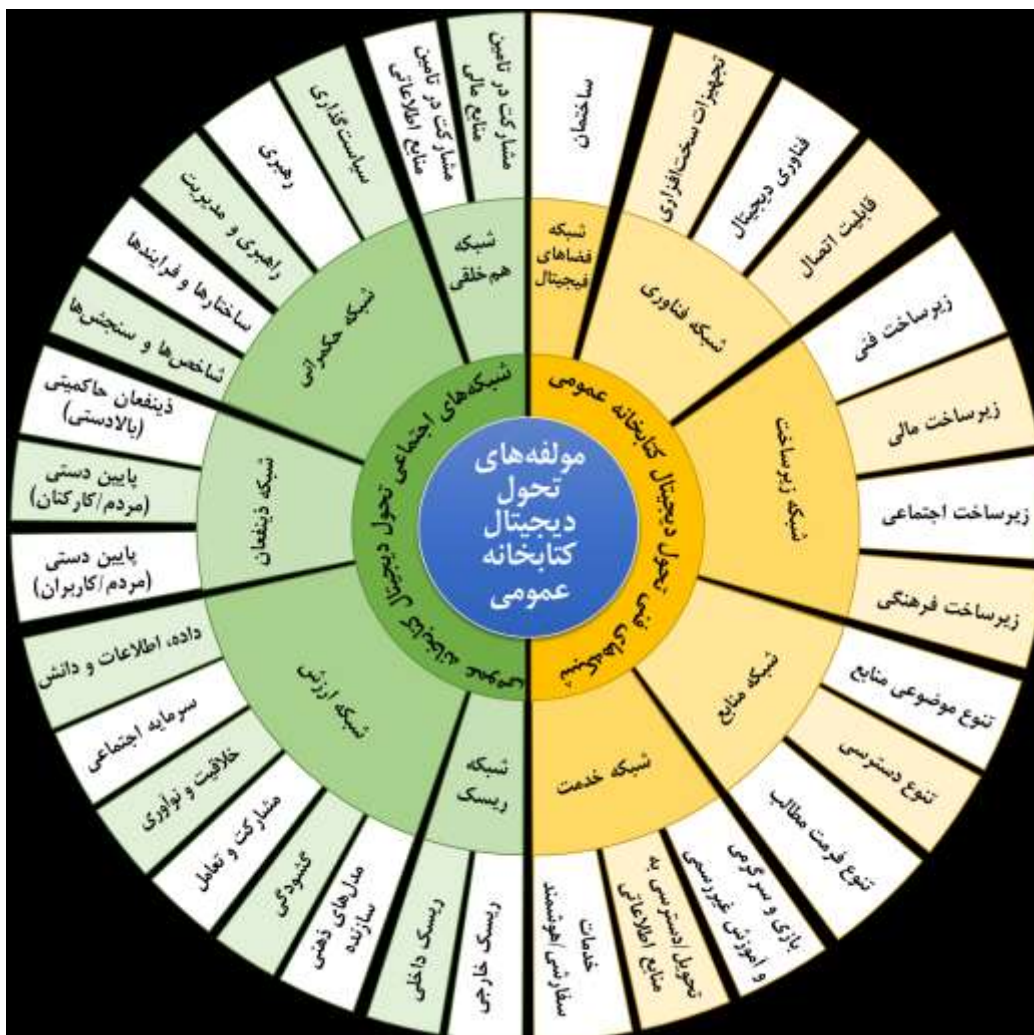 مولفه‌های
تحول
دیجیتال
کتابخانه
عمومی
شبکه‌های فنی تحول دیجیتال کتابخانه عمومی
شبکه
فضاهای
فیجیتال
ساختمان
شبکه فناوری
تجهیزات سخت‌افزاری
فناوری دیجیتال
قابلیت اتصال
شبکه زیرساخت
زیرساخت فنی
زیرساخت مالی
زیرساخت اجتماعی
زیرساخت فرهنگی
شبکه منابع
تنوع موضوعی منابع
تنوع دسترسی
تنوع فرمت مطالب
شبکه خدمت
بازی و سرگرمی
و آموزش غیررسمی
تحویل/دسترسی به
منابع اطلاعاتی
خدمات
سفارشی/هوشمند
شبکه‌های اجتماعی تحول دیجیتال کتابخانه عمومی
شبکه
هم‌خلقی
مشارکت در تامین
منابع مالی
مشارکت در تامین
منابع اطلاعاتی
شبکه حکمرانی
سیاست‌گذاری
رهبری
راهبری و مدیریت
ساختارها و فرایندها
شاخص‌ها و سنجش‌ها
شبکه ذینفعان
ذینفعان حاکمیتی
(بالادستی)
پایین دستی
(مردم/کارکنان)
پایین دستی
(مردم/کاربران)
شبکه ارزش
داده، اطلاعات و دانش
سرمایه اجتماعی
خلاقیت و نوآوری
مشارکت و تعامل
گشودگی
مدل‌های ذهنی
سازنده
شبکه
ریسک
ریسک داخلی
ریسک خارجی